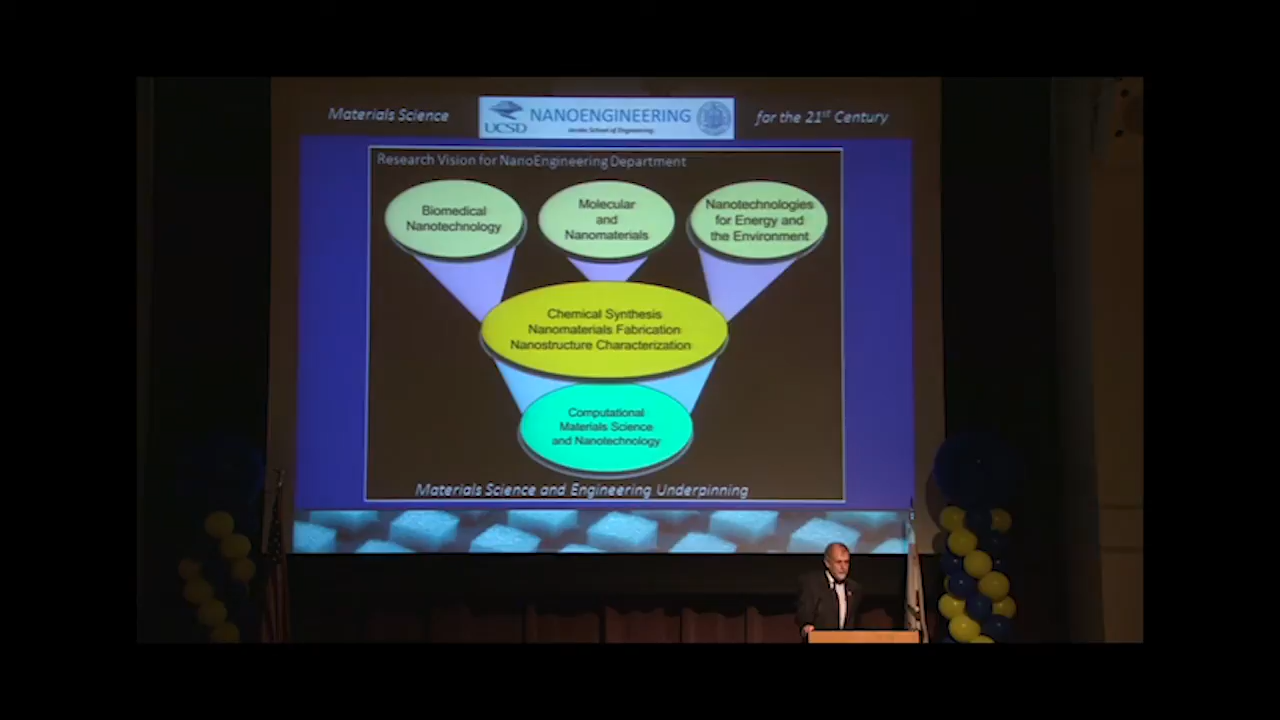 Materials Science
UCSD
NANOENGINEERING
Jacobs School of Engineering
for the 21st Century
Research Vision for NanoEngineering Department
Biomedical
Nanotechnology
Molecular
and
Nanomaterials
Nanotechnologies
for Energy and
the Environment
Chemical Synthesis
Nanomaterials Fabrication
Nanostructure Characterization
Computational
Materials Science
and Nanotechnology
Materials Science and Engineering Underpinning